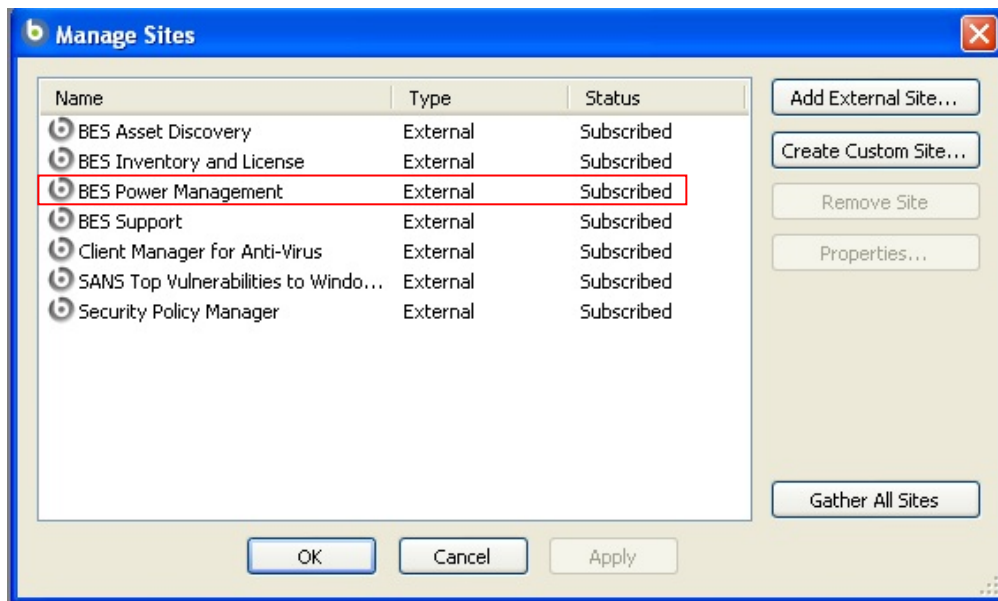 Manage Sites
Name Type Status
BES Asset Discovery External Subscribed
BES Inventory and License External Subscribed
BES Power Management External Subscribed
BES Support External Subscribed
Client Manager for Anti-Virus External Subscribed
SANS Top Vulnerabilities to Windo... External Subscribed
Security Policy Manager External Subscribed
Add External Site...
Create Custom Site...
Remove Site
Properties...
Gather All Sites
OK Cancel Apply